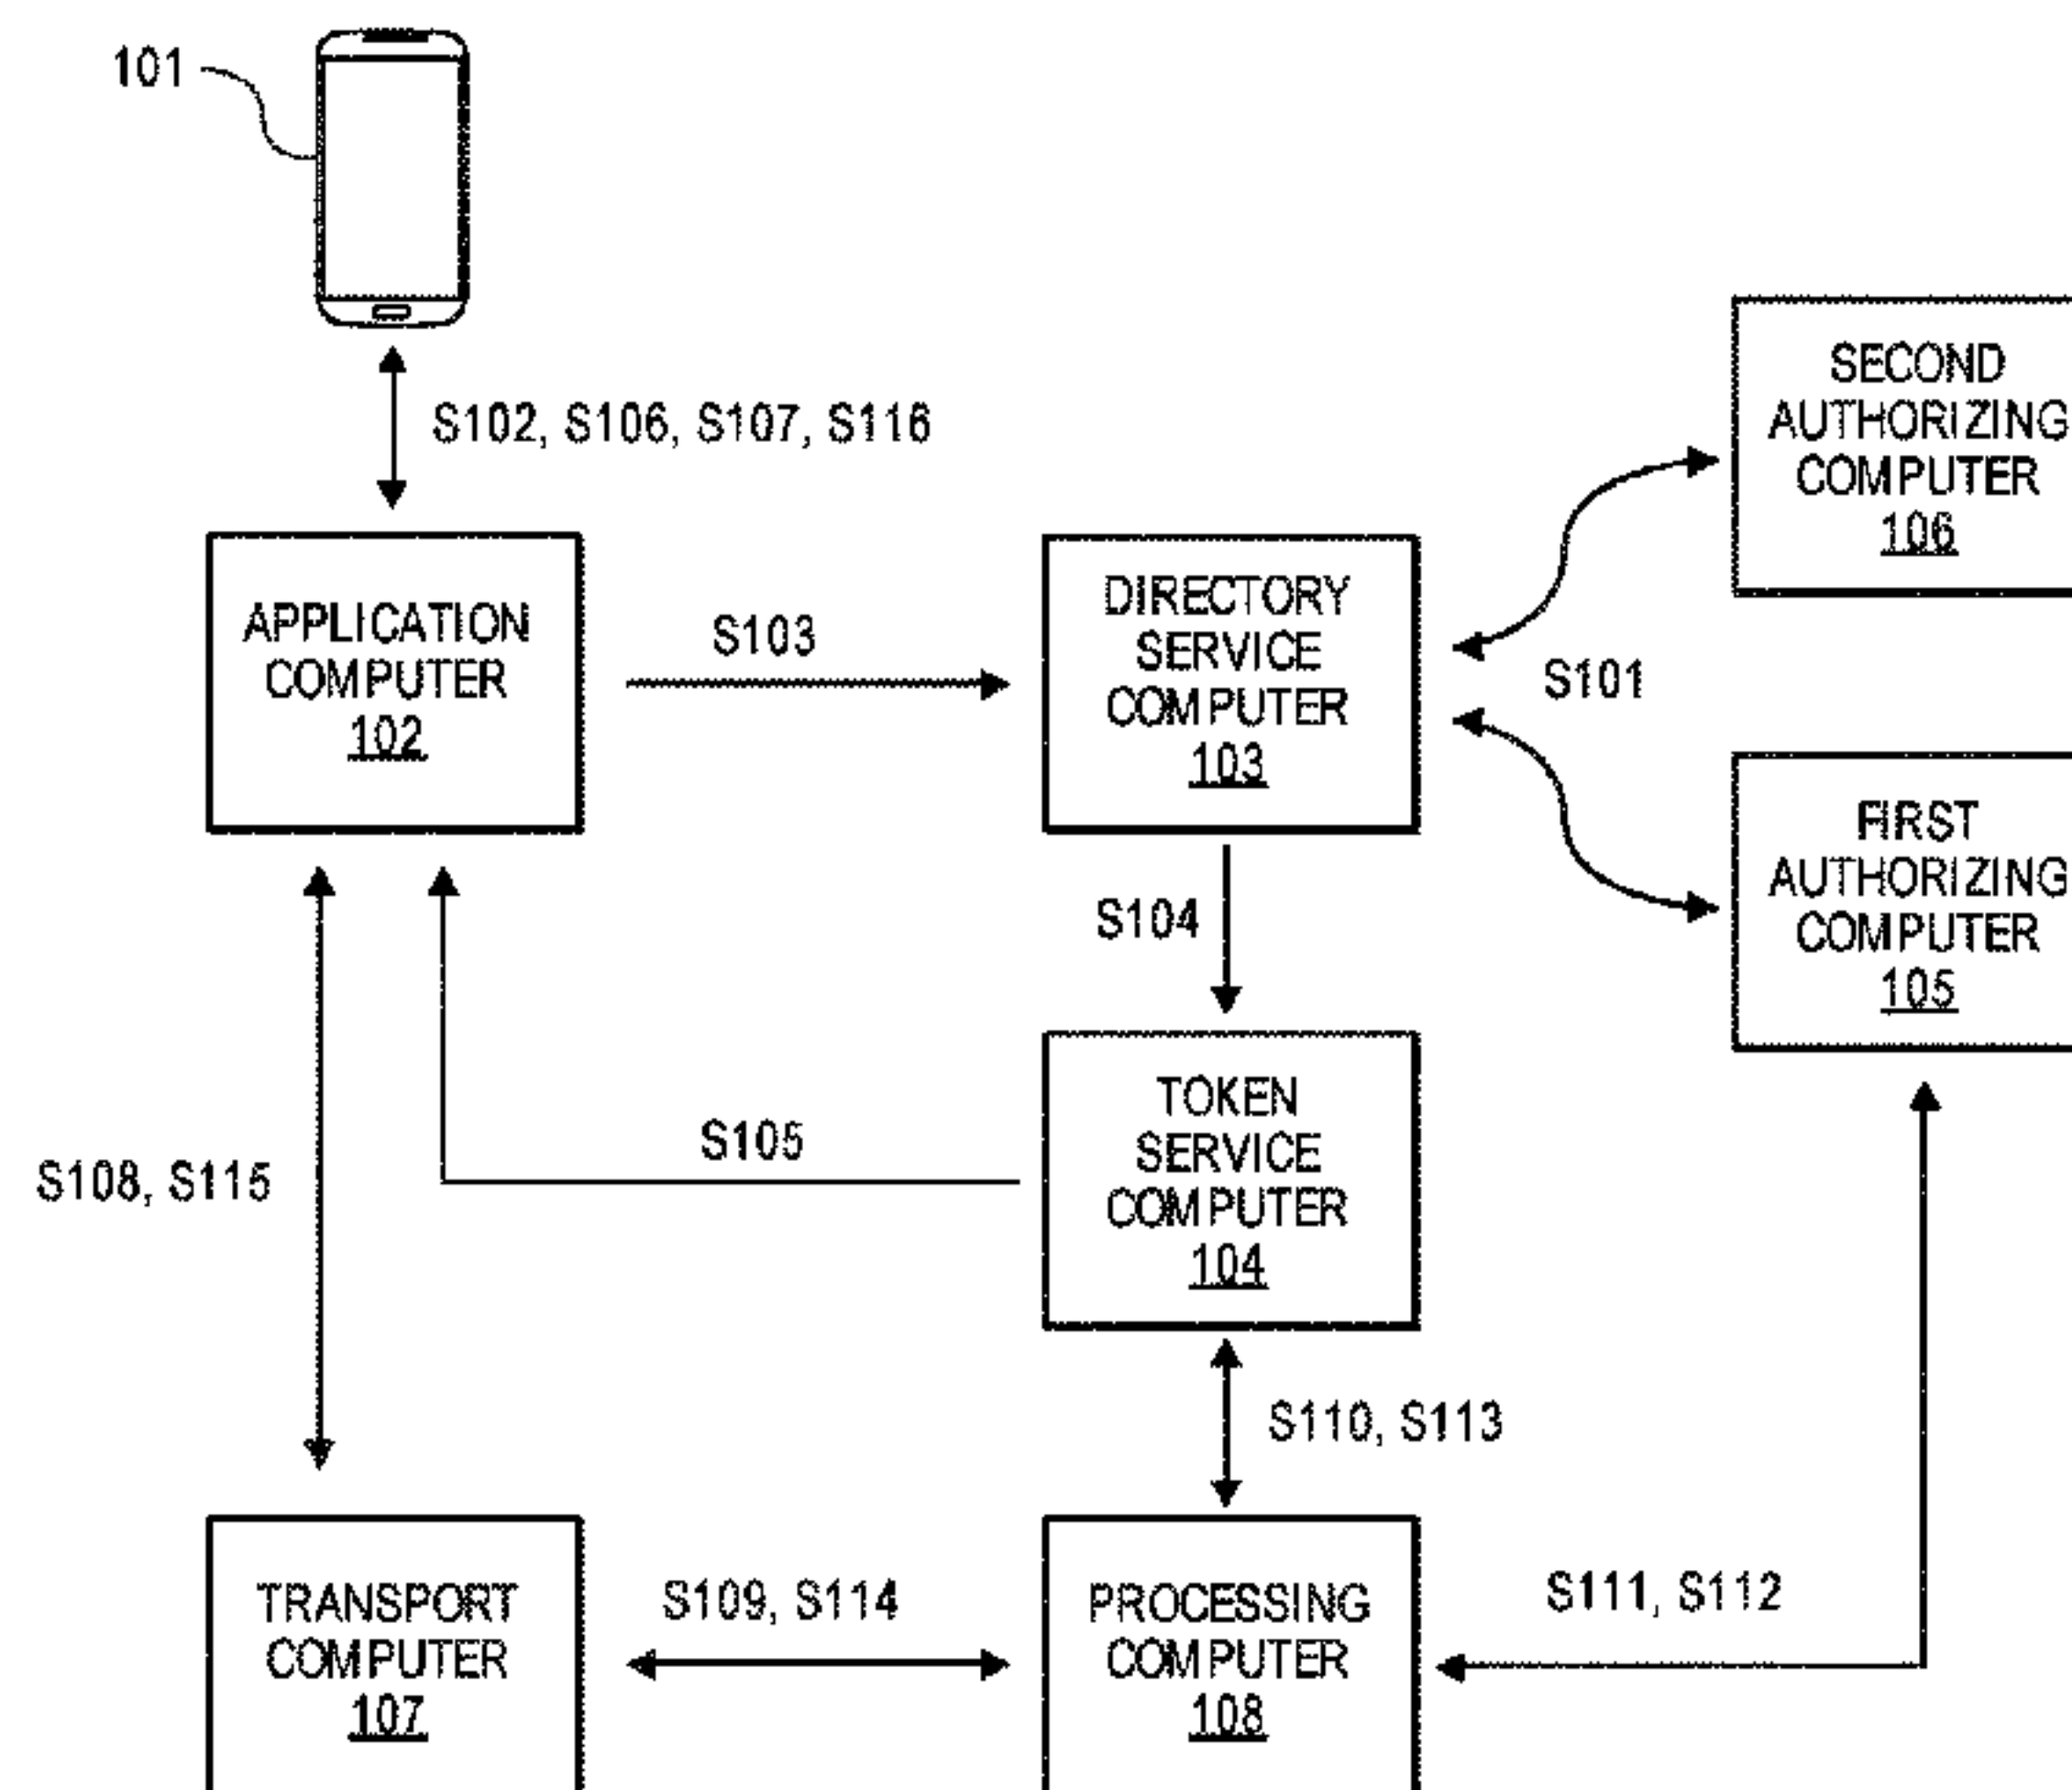 101
S102, S106, S107, S116
SECOND
AUTHORIZING
COMPUTER
106
APPLICATION
COMPUTER
102
S103
DIRECTORY
SERVICE
COMPUTER
103
S101
FIRST
AUTHORIZING
COMPUTER
105
S104
S105
TOKEN
SERVICE
COMPUTER
104
S108, S115
S110, S113
TRANSPORT
COMPUTER
107
S109, S114
PROCESSING
COMPUTER
108
S111, S112